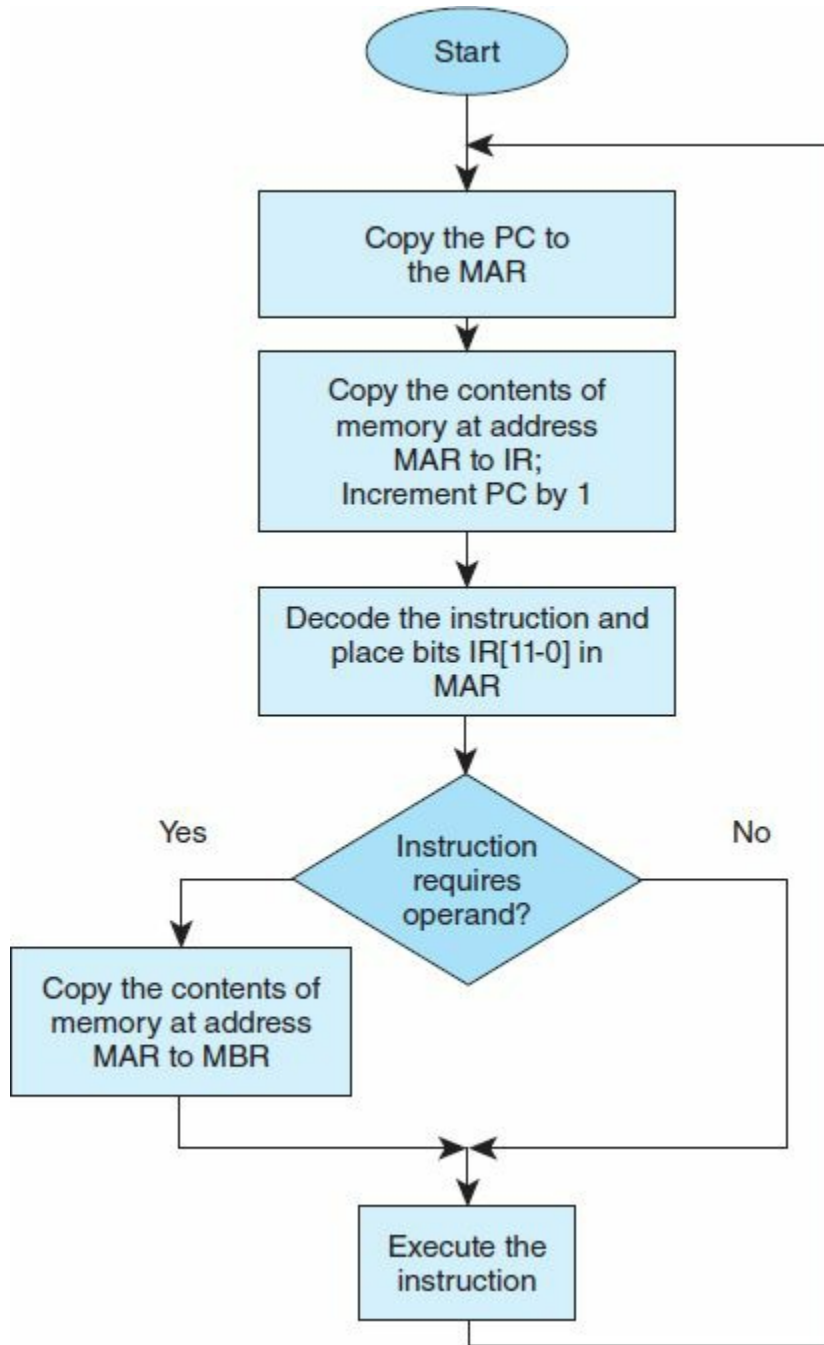 Start
Copy the PC to
the MAR
Copy the contents of
memory at address
MAR to IR;
Increment PC by 1
Decode the instruction and
place bits IR[11-0] in
MAR
Yes
No
Instruction
requires
operand?
Copy the contents of
memory at address
MAR to MBR
Execute the
instruction